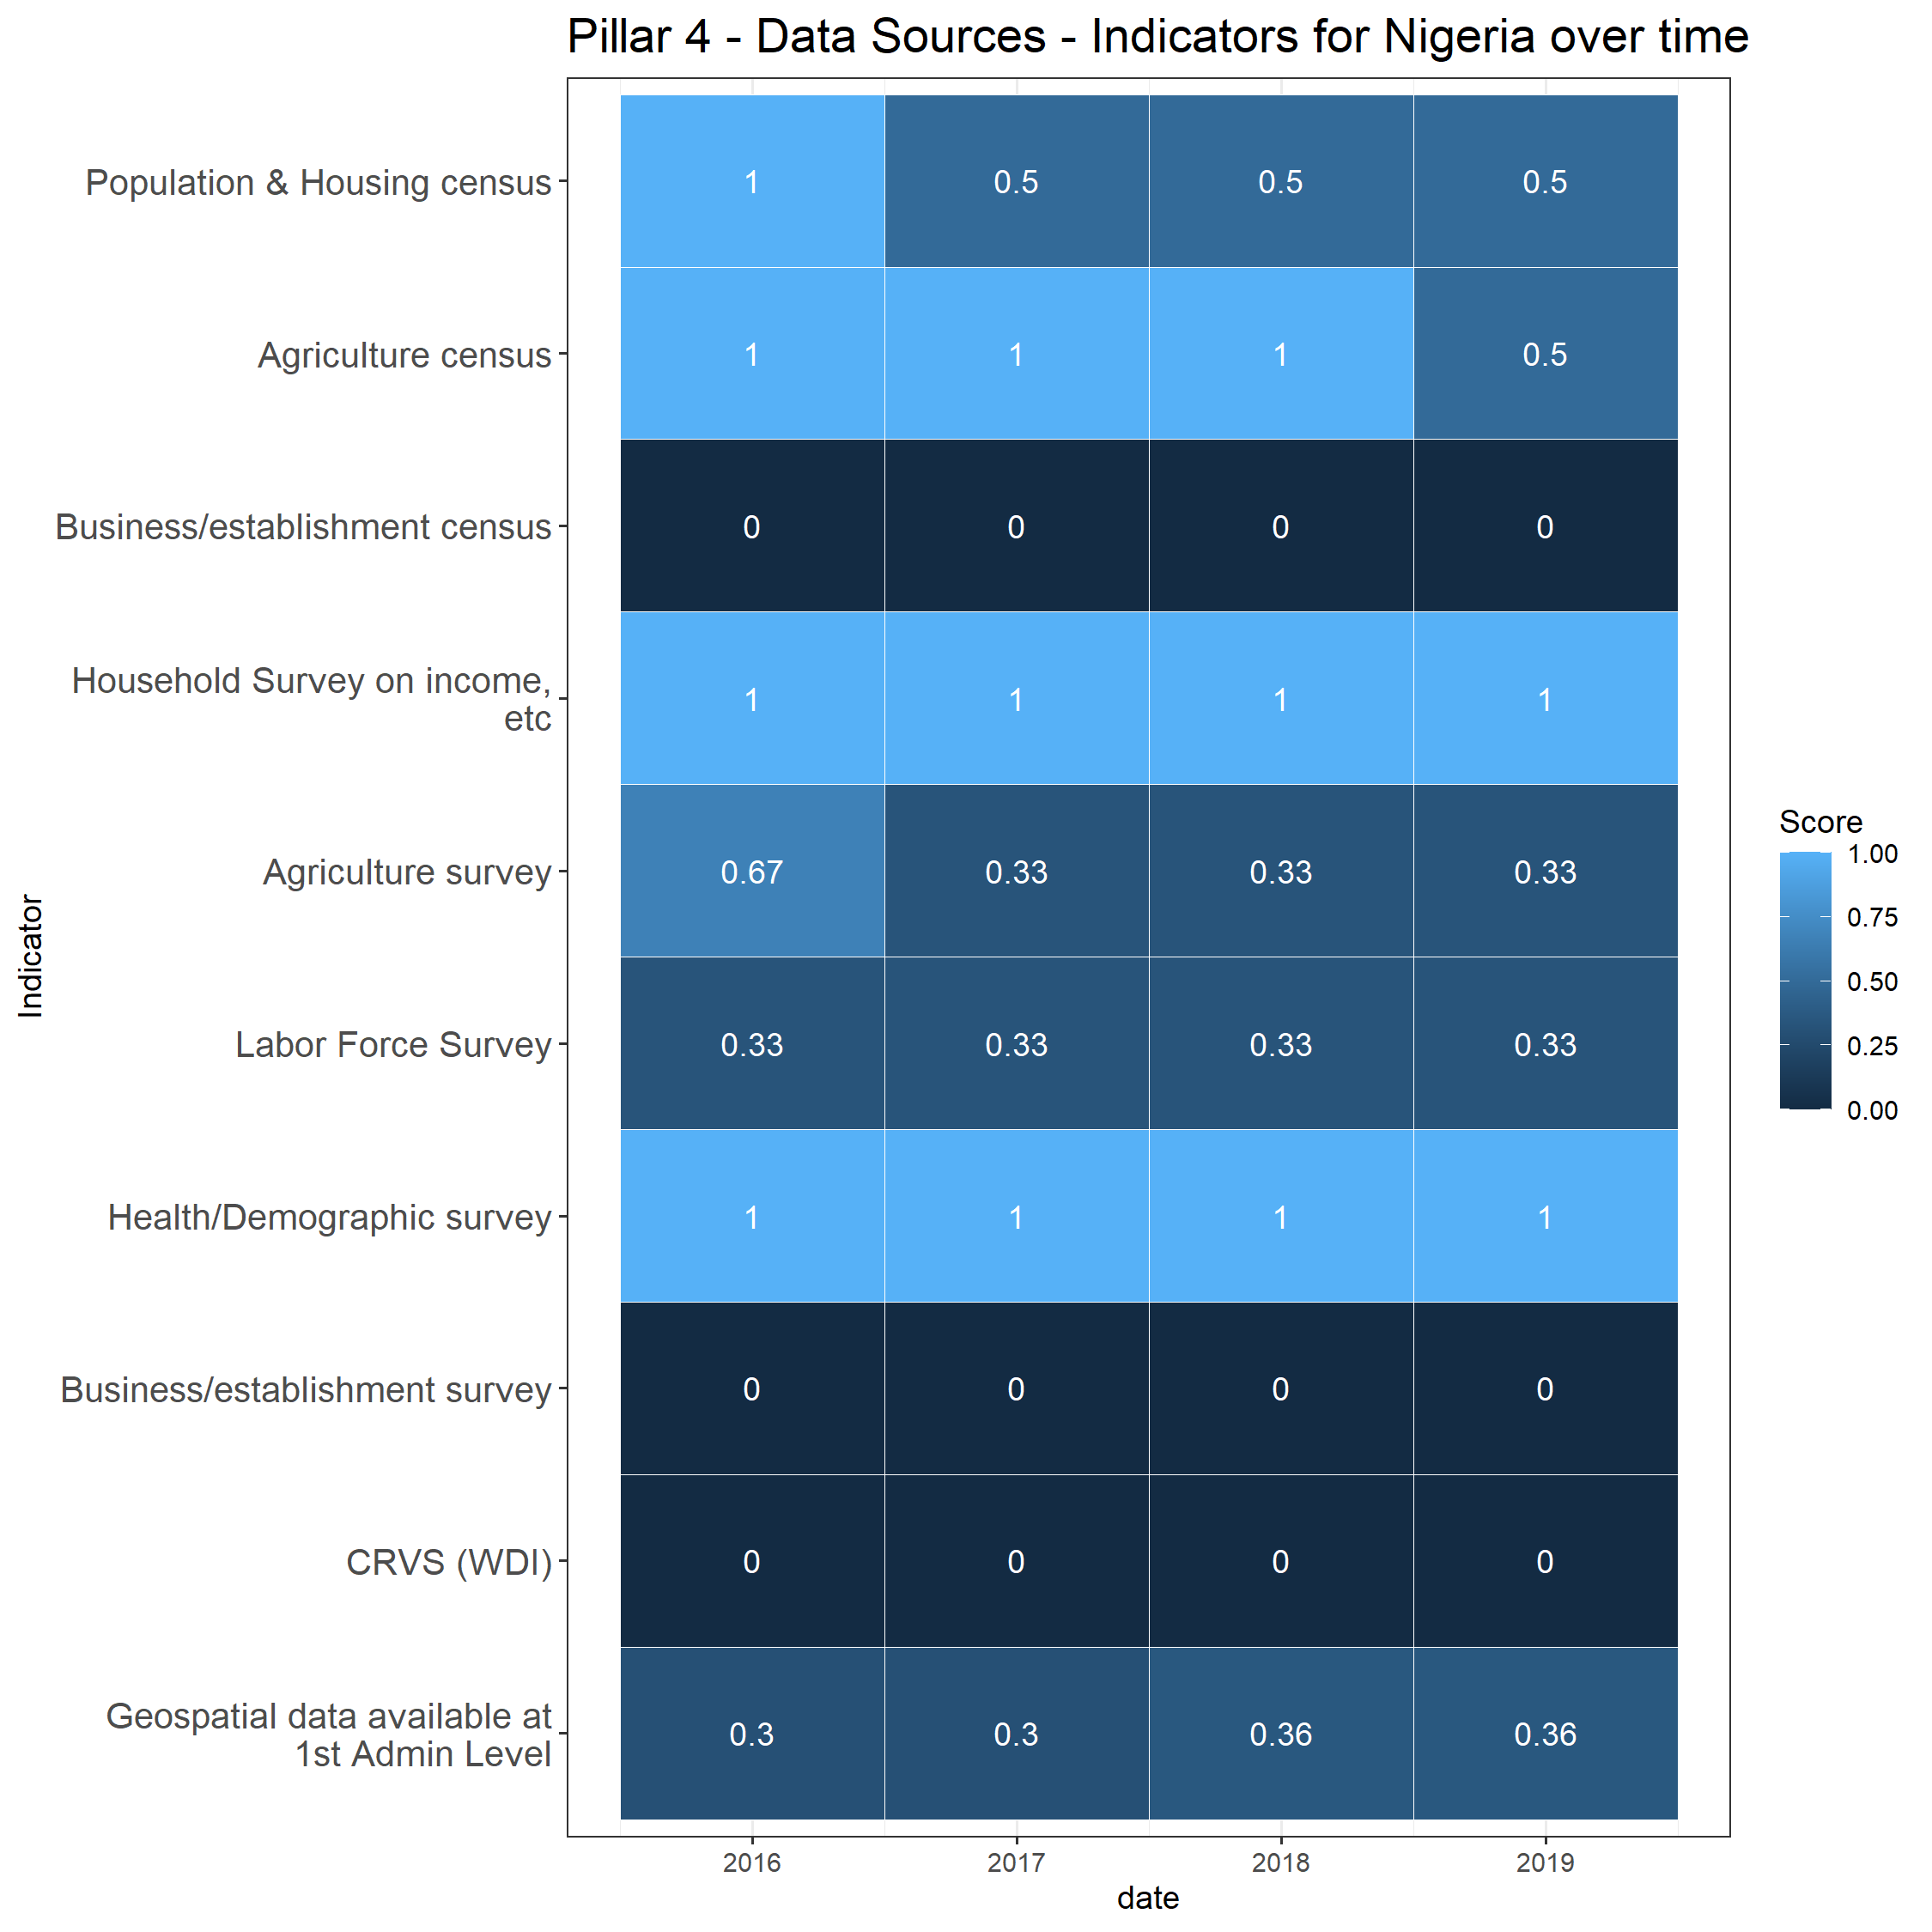 Pillar 4 - Data Sources - Indicators for Nigeria over time
Indicator
Population & Housing census
1 0.5 0.5 0.5
Agriculture census
1 1 1 0.5
Business/establishment census
0 0 0 0
Household Survey on income,
etc
1 1 1 1
Agriculture survey
0.67 0.33 0.33 0.33
Labor Force Survey
0.33 0.33 0.33 0.33
Health/Demographic survey
1 1 1 1
Business/establishment survey
0 0 0 0
CRVS (WDI)
0 0 0 0
Geospatial data available at
1st Admin Level
0.3 0.3 0.36 0.36
2016 2017 2018 2019
date
Score
1.00
0.75
0.50
0.25
0.00